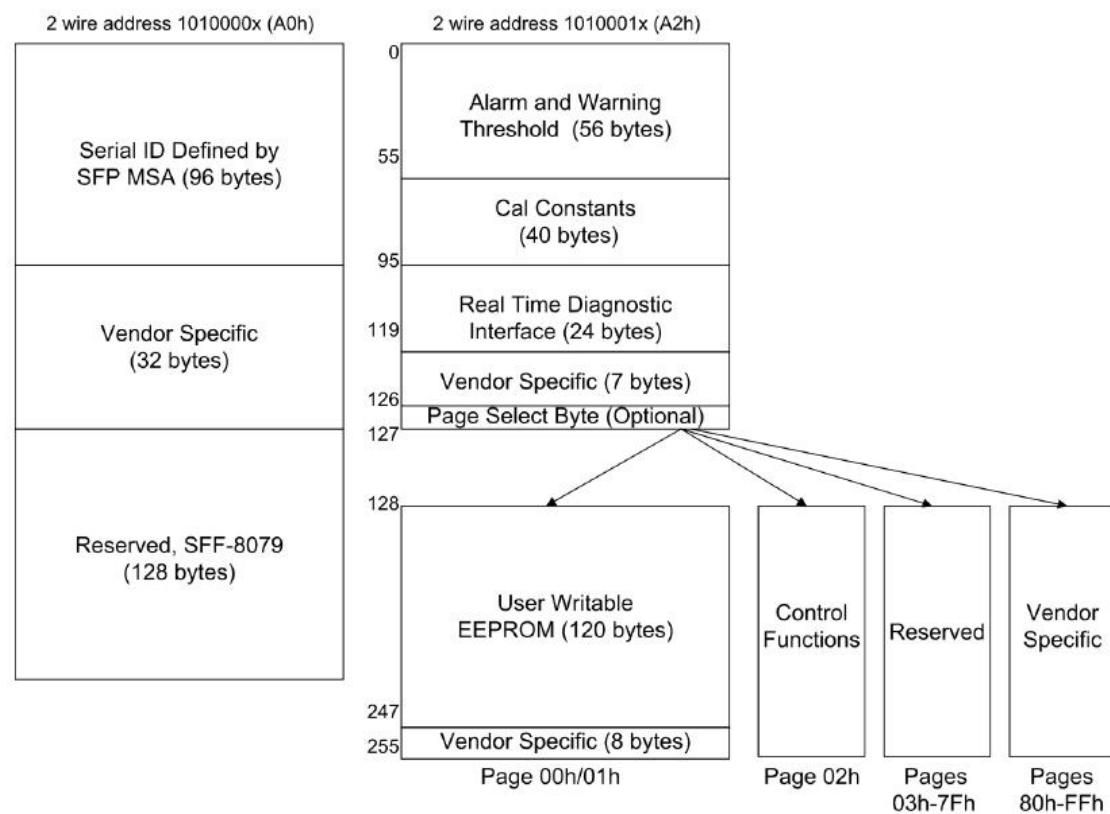 2 wire address 1010000x (A0h)
Serial ID Defined by
SFP MSA (96 bytes)
Vendor Specific
(32 bytes)
Reserved, SFF-8079
(128 bytes)
2 wire address 1010001x (A2h)
0
Alarm and Warning
Threshold (56 bytes)
55
Cal Constants
(40 bytes)
95
Real Time Diagnostic
Interface (24 bytes)
119
Vendor Specific (7 bytes)
126
Page Select Byte (Optional)
127
128
User Writable
EEPROM (120 bytes)
247
Vendor Specific (8 bytes)
255
Page 00h/01h
Control
Functions
Page 02h
Reserved
Pages
03h-7Fh
Vendor
Specific
Pages
80h-FFh